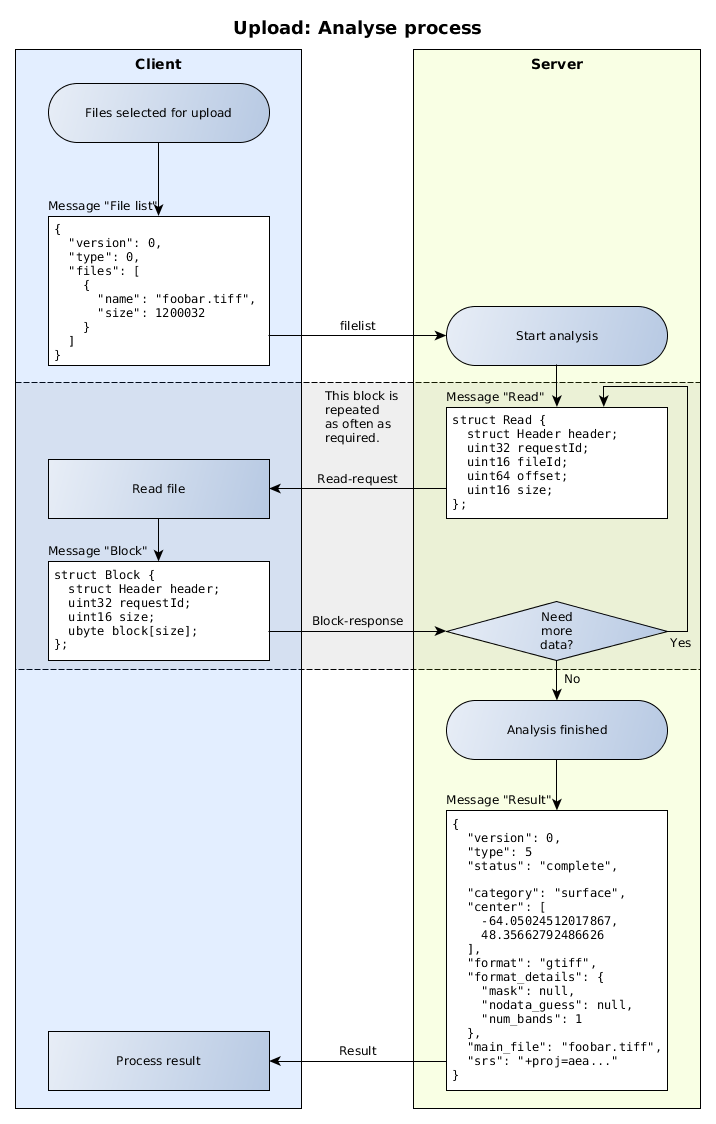 Upload: Analyse process
Client
Server
Files selected for upload
Message "File list"
{
  "version": 0,
  "type": 0,
  "files": [
    {
      "name": "foobar.tiff",
      "size": 1200032
    }
  ]
}
filelist
Start analysis
This block is
repeated
as often as
required.
Message "Read"
struct Read {
  struct Header header;
  uint32 requestId;
  uint16 fileId;
  uint64 offset;
  uint16 size;
};
Read-request
Read file
Message "Block"
struct Block {
  struct Header header;
  uint32 requestId;
  uint16 size;
  ubyte block[size];
};
Block-response
Need
more
data?
Yes
No
Analysis finished
Message "Result"
{
  "version": 0,
  "type": 5
  "status": "complete",
  "category": "surface",
  "center": [
    -64.05024512017867,
    48.35662792486626
  ],
  "format": "gtiff",
  "format_details": {
    "mask": null,
    "nodata_guess": null,
    "num_bands": 1
  },
  "main_file": "foobar.tiff",
  "srs": "+proj=aea..."
}
Result
Process result